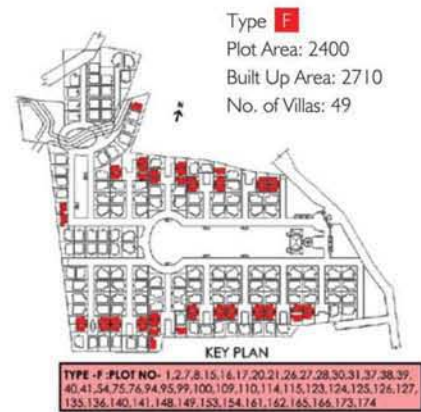 Type F
Plot Area: 2400
Built Up Area: 2710
No. of Villas: 49
N
KEY PLAN
TYPE -F :PLOT NO- 1,2,7,8,15,16,17,20,21,26,27,28,30,31,37,38,39,
40,41,54,75,76,94,95,99,100,109,110,114,115,123,124,125,126,127,
135,136,140,141,148,149,153,154,161,162,165,166,173,174